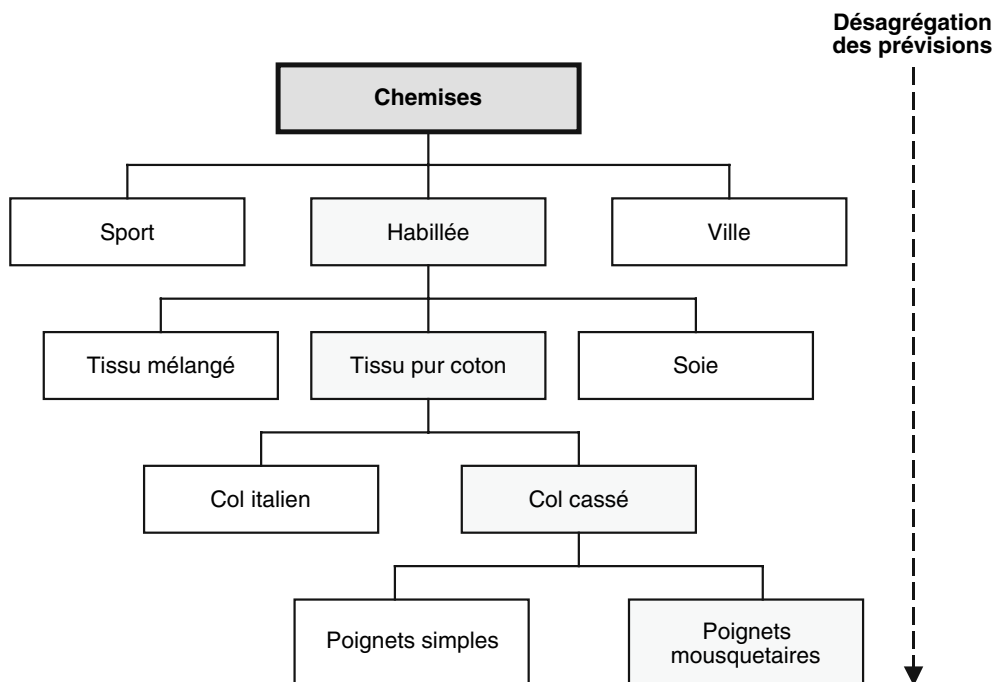 Désagrégation
des prévisions
Chemises
Sport
Habillée
Ville
Tissu mélangé
Tissu pur coton
Soie
Col italien
Col cassé
Poignets simples
Poignets
mousquetaires